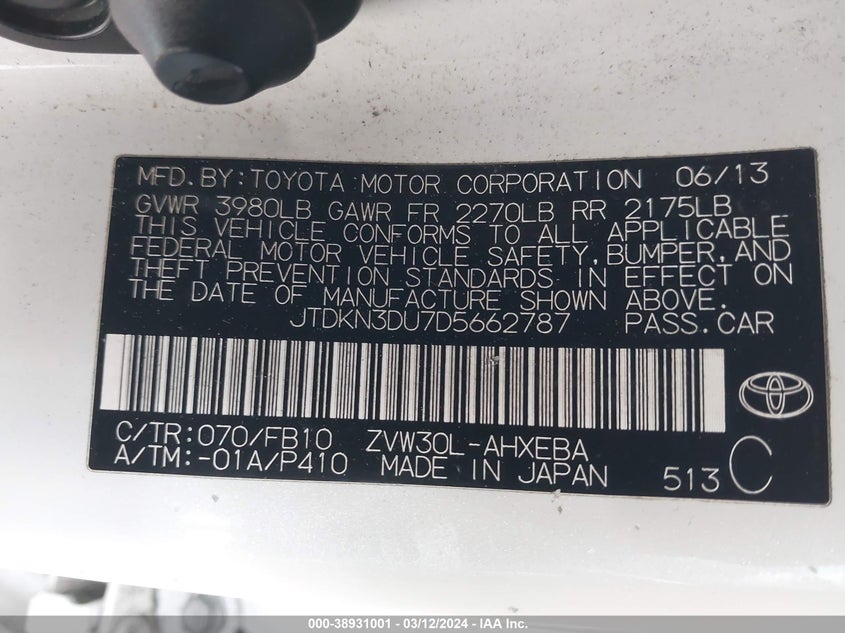 MFD.BY:TOYOTA MOTOR CORPORATION 06/13
GVWR 3980LB GAWR FR 2270LB RR 2175LB
THIS VEHICLE CONFORMS TO ALL APPLICABLE
FEDERAL MOTOR VEHICLE SAFETY,BUMPER,AND
THEFT PREVENTION STANDARDS IN EFFECT ON
THE DATE OF MANUFACTURE SHOWN ABOVE.
JTDKN3DU7D5662787 PASS.CAR
C/TR:070/FB10 ZVW30L-AHXEBA
A/TM:-01A/P410 MADE IN JAPAN 513 C
000-38931001 - 03/12/2024 - IAA Inc.